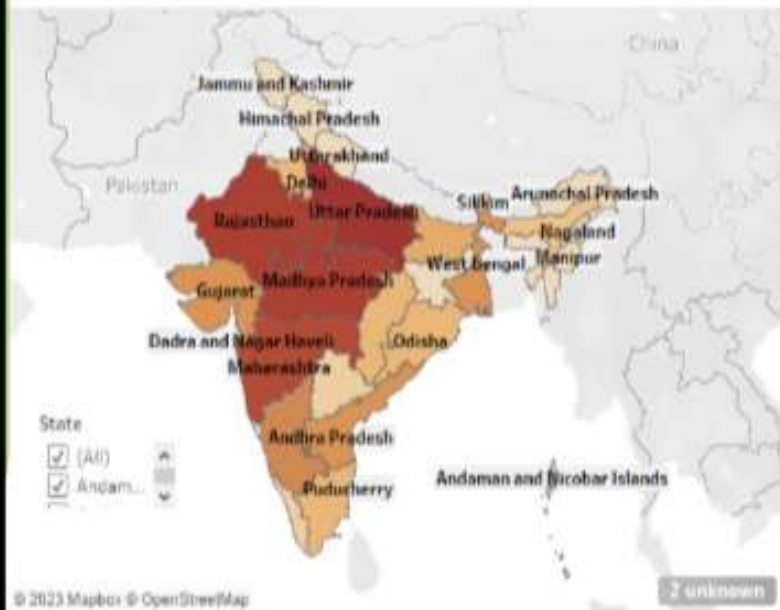 China
Jammu and Kashmir
Himachal Pradesh
Uttarakhand
Delhi
Pakistan
Rajasthan
Uttar Pradesh
Sikkim
Arunachal Pradesh
Nagaland
West Bengal
Manipur
Madhya Pradesh
Gujarat
Dadra and Nagar Haveli
Odisha
Maharashtra
State
(All)
Andam...
Andhra Pradesh
Puducherry
Andaman and Nicobar Islands
© 2023 Mapbox © OpenStreetMap
2 unknown